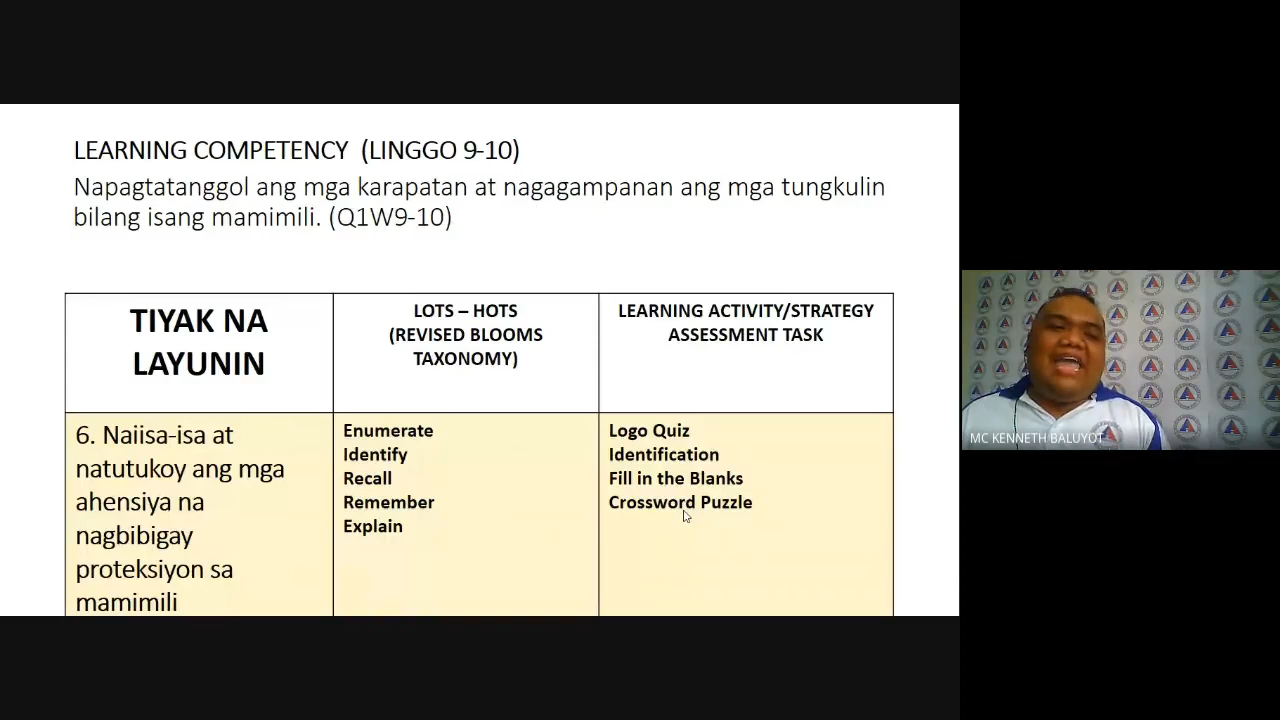 LEARNING COMPETENCY (LINGGO 9-10)
Napagtatanggol ang mga karapatan at nagagampanan ang mga tungkulin
bilang isang mamimili. (Q1W9-10)
TIYAK NA
LAYUNIN
LOTS – HOTS
(REVISED BLOOMS
TAXONOMY)
LEARNING ACTIVITY/STRATEGY
ASSESSMENT TASK
6. Naiisa-isa at
natutukoy ang mga
ahensiya na
nagbibigay
proteksiyon sa
mamimili
Enumerate
Identify
Recall
Remember
Explain
Logo Quiz
Identification
Fill in the Blanks
Crossword Puzzle
MC KENNETH BALUYOT